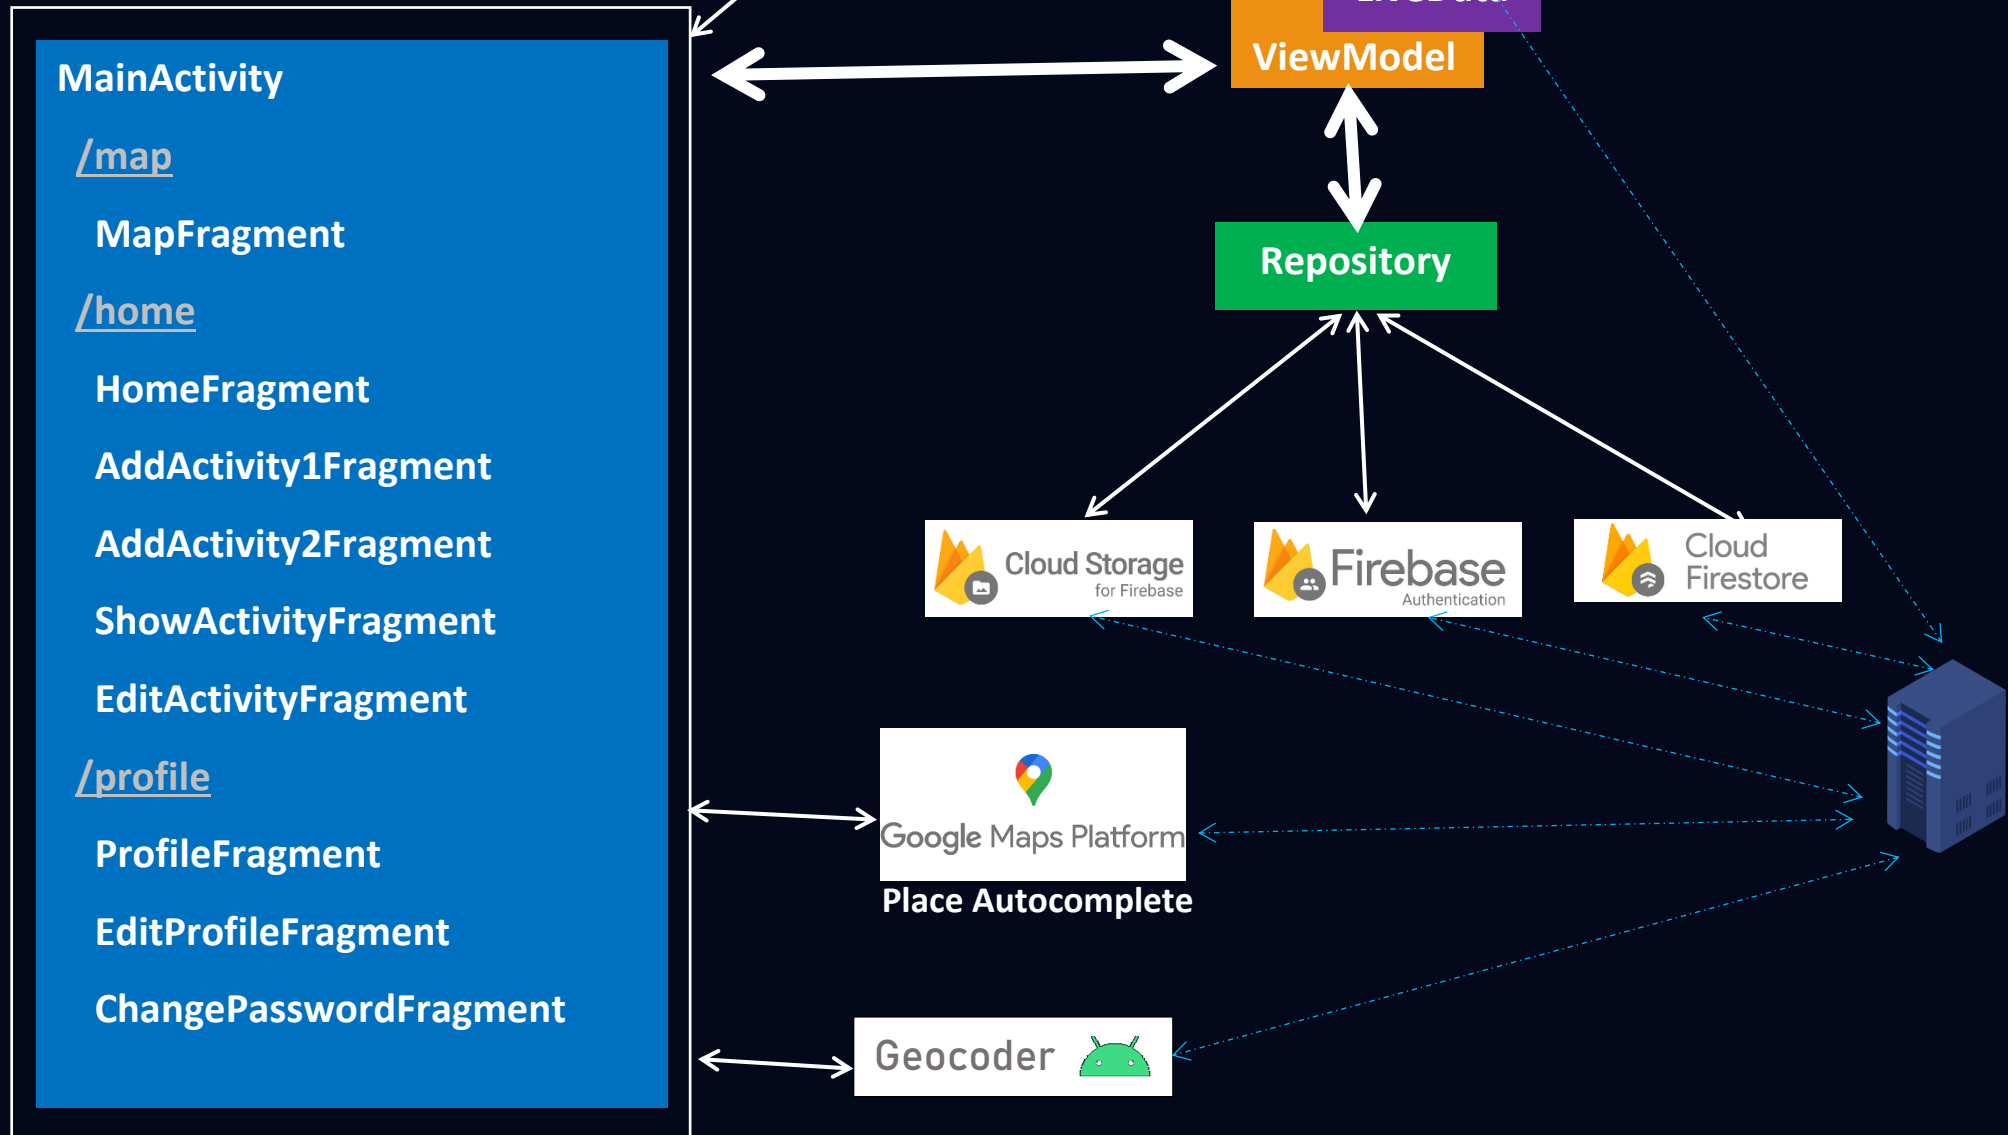 MainActivity
/map
MapFragment
/home
HomeFragment
AddActivity1Fragment
AddActivity2Fragment
ShowActivityFragment
EditActivityFragment
/profile
ProfileFragment
EditProfileFragment
ChangePasswordFragment
ViewModel
Repository
Cloud Storage
for Firebase
Firebase
Authentication
Cloud
Firestore
Google Maps Platform
Place Autocomplete
Geocoder